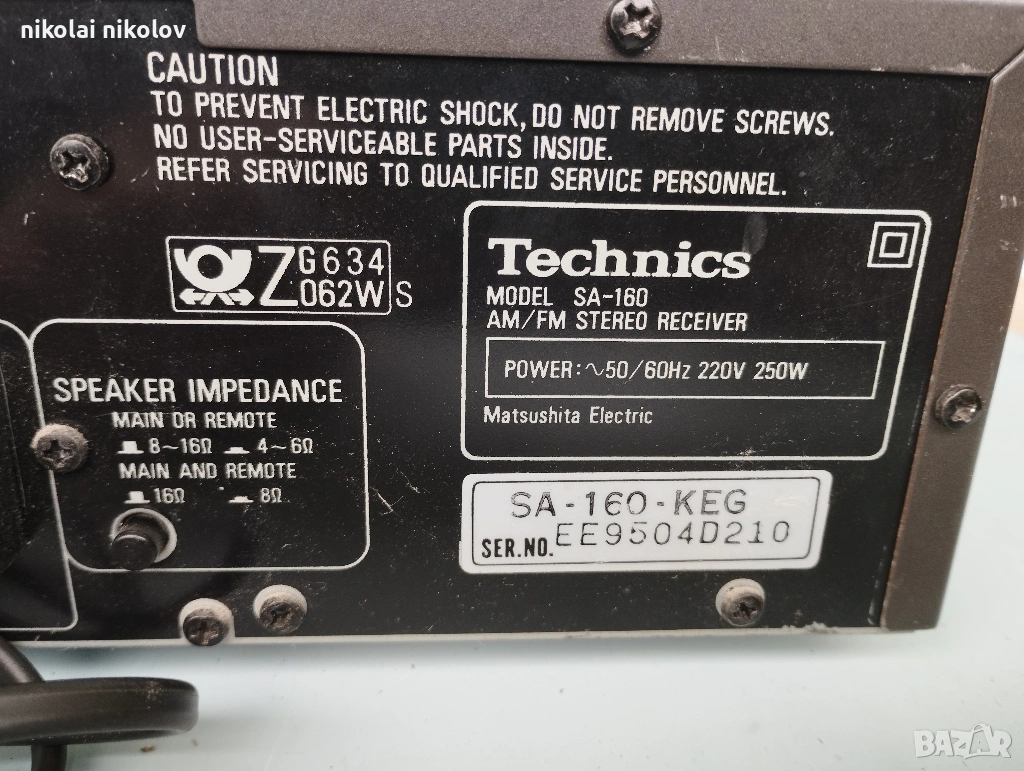 nikolai nikolov
CAUTION
TO PREVENT ELECTRIC SHOCK, DO NOT REMOVE SCREWS.
NO USER-SERVICEABLE PARTS INSIDE.
REFER SERVICING TO QUALIFIED SERVICE PERSONNEL.
Z G634
062W S
Technics
MODEL SA-160
AM/FM STEREO RECEIVER
POWER: ∿50/60Hz 220V 250W
Matsushita Electric
SPEAKER IMPEDANCE
MAIN OR REMOTE
8~16Ω 4~6Ω
MAIN AND REMOTE
16Ω 8Ω
SA-160-KEG
SER.NO. EE9504D210
BAZAR